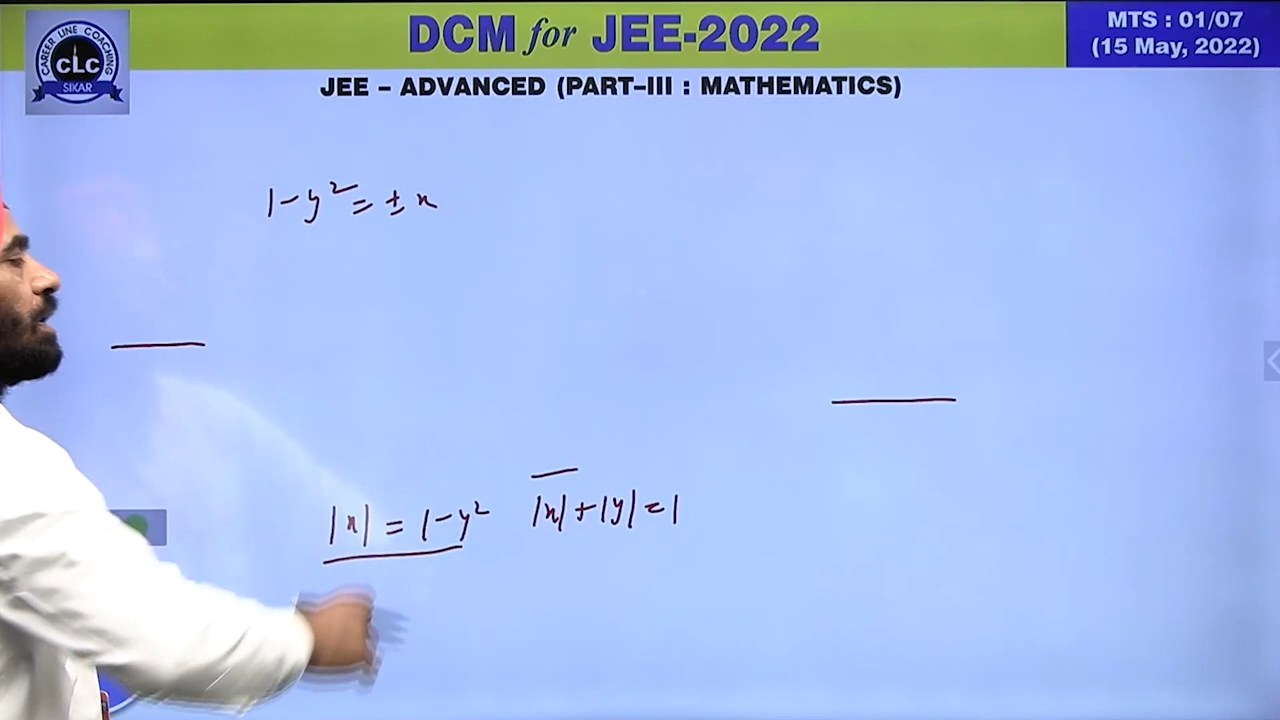 CAREER LINE COACHING
CLC
SIKAR
DCM for JEE-2022
MTS : 01/07
(15 May, 2022)
JEE – ADVANCED (PART–III : MATHEMATICS)
1-y²= ± x
|x| = 1-y²
|x|+|y|=1